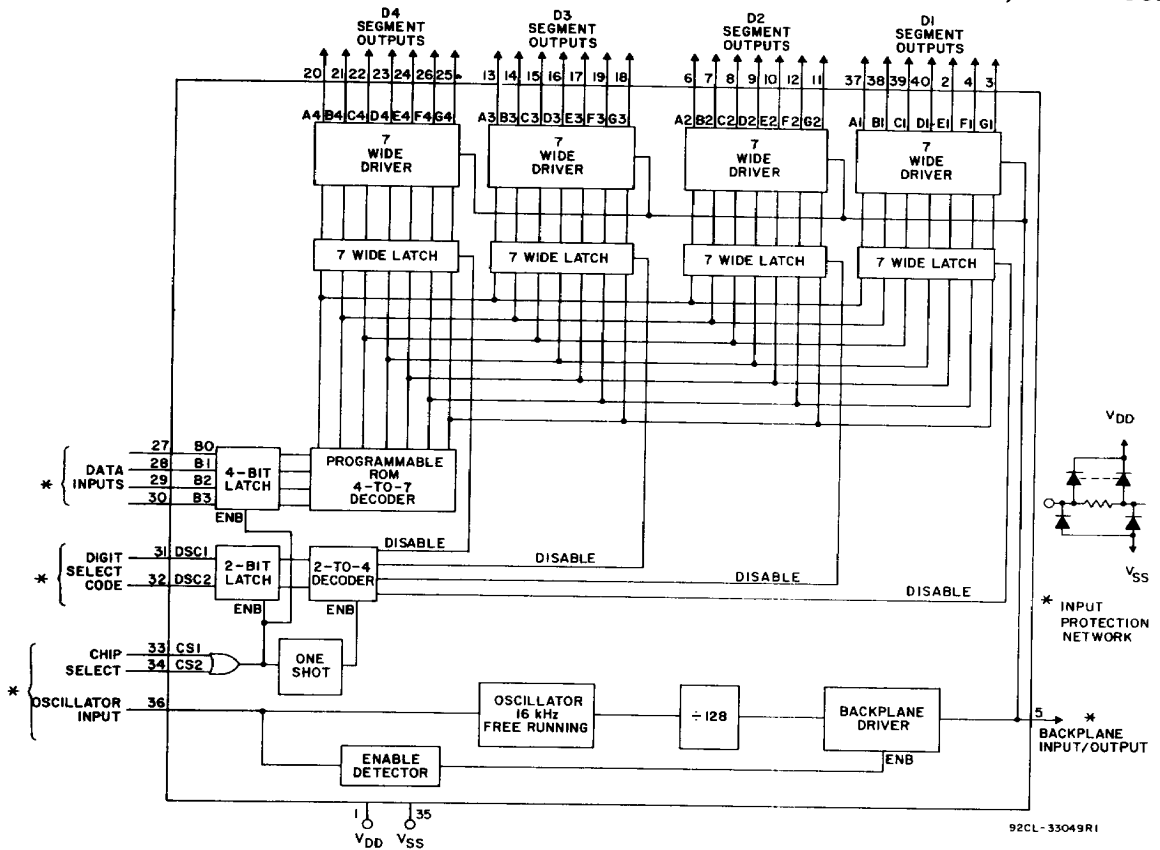 D4 SEGMENT OUTPUTS
D3 SEGMENT OUTPUTS
D2 SEGMENT OUTPUTS
D1 SEGMENT OUTPUTS
20 21 22 23 24 26 25
13 14 15 16 17 19 18
6 7 8 9 10 12 11
37 38 39 40 2 4 3
A4 B4 C4 D4 E4 F4 G4
A3 B3 C3 D3 E3 F3 G3
A2 B2 C2 D2 E2 F2 G2
A1 B1 C1 D1 E1 F1 G1
7 WIDE DRIVER
7 WIDE DRIVER
7 WIDE DRIVER
7 WIDE DRIVER
7 WIDE LATCH
7 WIDE LATCH
7 WIDE LATCH
7 WIDE LATCH
* DATA INPUTS
27 B0
28 B1
29 B2
30 B3
4-BIT LATCH
ENB
PROGRAMMABLE ROM 4-TO-7 DECODER
* DIGIT SELECT CODE
31 DSC1
32 DSC2
2-BIT LATCH
ENB
2-TO-4 DECODER
ENB
DISABLE
DISABLE
DISABLE
DISABLE
VDD
VSS
* INPUT PROTECTION NETWORK
* CHIP SELECT
33 CS1
34 CS2
ONE SHOT
OSCILLATOR INPUT
36
OSCILLATOR 16 kHz FREE RUNNING
÷128
BACKPLANE DRIVER
ENB
5 *
BACKPLANE INPUT/OUTPUT
ENABLE DETECTOR
1 VDD
35 VSS
92CL-33049R1